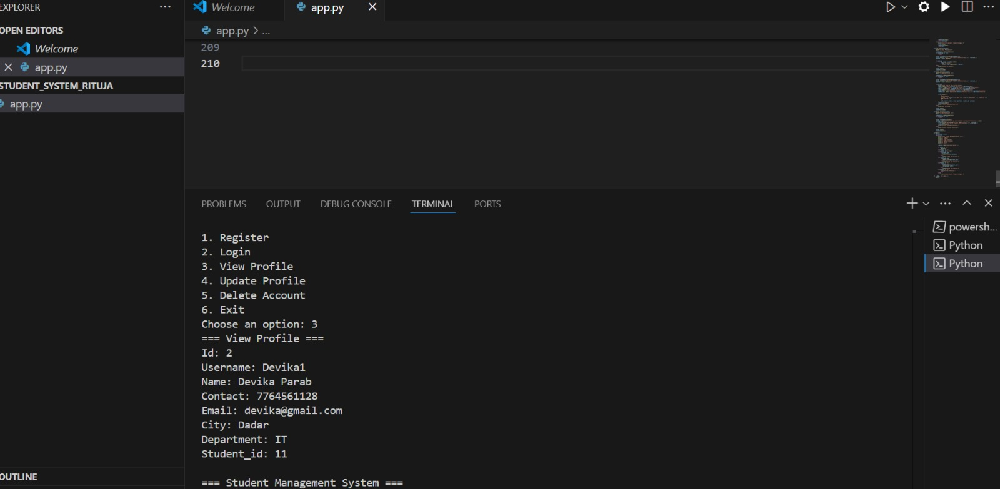 EXPLORER
OPEN EDITORS
Welcome
app.py
STUDENT_SYSTEM_RITUJA
app.py
OUTLINE
Welcome
app.py
app.py > ...
209
210
PROBLEMS OUTPUT DEBUG CONSOLE TERMINAL PORTS
1. Register
2. Login
3. View Profile
4. Update Profile
5. Delete Account
6. Exit
Choose an option: 3
=== View Profile ===
Id: 2
Username: Devika1
Name: Devika Parab
Contact: 7764561128
Email: devika@gmail.com
City: Dadar
Department: IT
Student_id: 11
=== Student Management System ===
powersh...
Python
Python